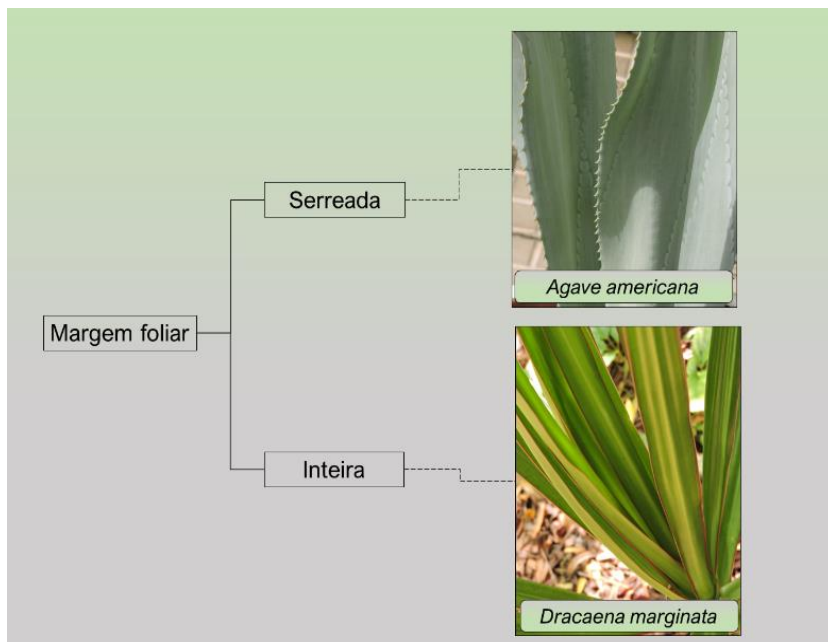 Serreada
Agave americana
Margem foliar
Inteira
Dracaena marginata